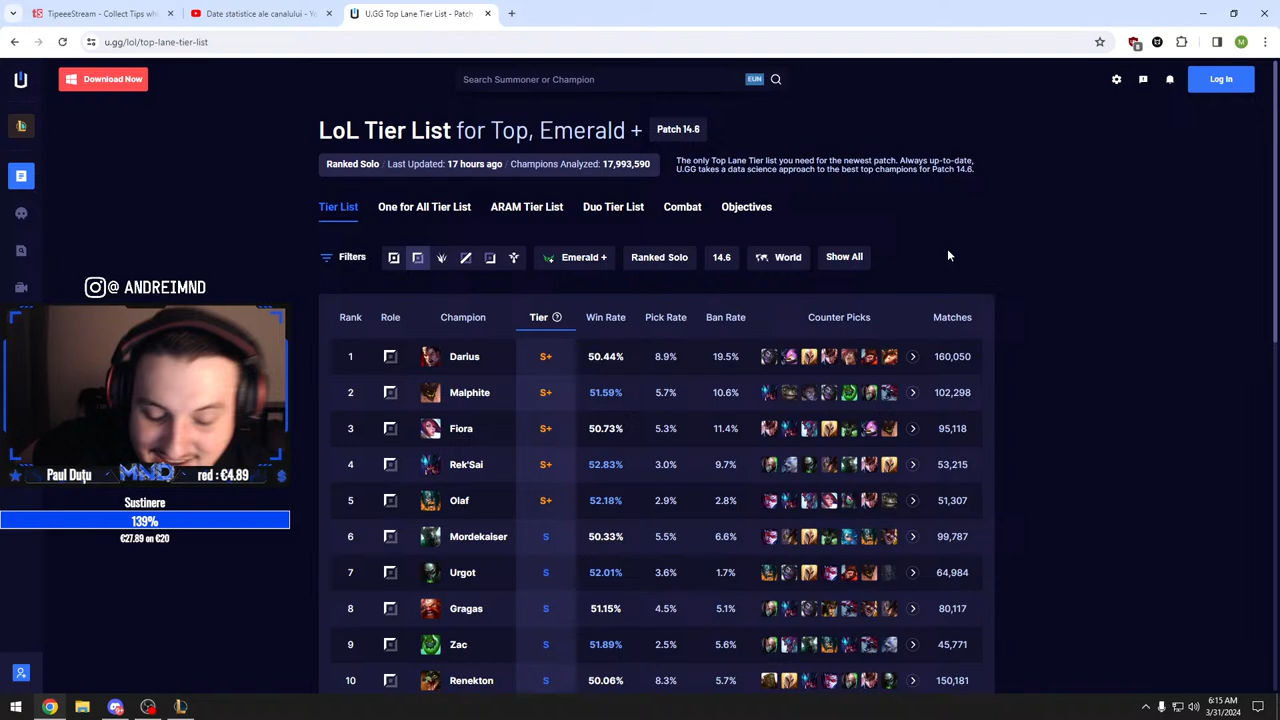 TipeeeStream - Collect Tips wh
Date statistice ale canalului - Yo
U.GG Top Lane Tier List - Patch
u.gg/lol/top-lane-tier-list
Download Now
Search Summoner or Champion
EUN
Log In
LoL Tier List for Top, Emerald +
Patch 14.6
Ranked Solo / Last Updated: 17 hours ago / Champions Analyzed: 17,993,590
The only Top Lane Tier list you need for the newest patch. Always up-to-date,
U.GG takes a data science approach to the best top champions for Patch 14.6.
Tier List One for All Tier List ARAM Tier List Duo Tier List Combat Objectives
Filters Emerald + Ranked Solo 14.6 World Show All
Rank Role Champion Tier Win Rate Pick Rate Ban Rate Counter Picks Matches
1 Darius S+ 50.44% 8.9% 19.5% 160,050
2 Malphite S+ 51.59% 5.7% 10.6% 102,298
3 Fiora S+ 50.73% 5.3% 11.4% 95,118
4 Rek'Sai S+ 52.83% 3.0% 9.7% 53,215
5 Olaf S+ 52.18% 2.9% 2.8% 51,307
6 Mordekaiser S 50.33% 5.5% 6.6% 99,787
7 Urgot S 52.01% 3.6% 1.7% 64,984
8 Gragas S 51.15% 4.5% 5.1% 80,117
9 Zac S 51.89% 2.5% 5.6% 45,771
10 Renekton S 50.06% 8.3% 5.7% 150,181
@ ANDREIMND
Paul Duțu MND red : €4.89
Sustinere
139%
€27.89 on €20
6:15 AM
3/31/2024